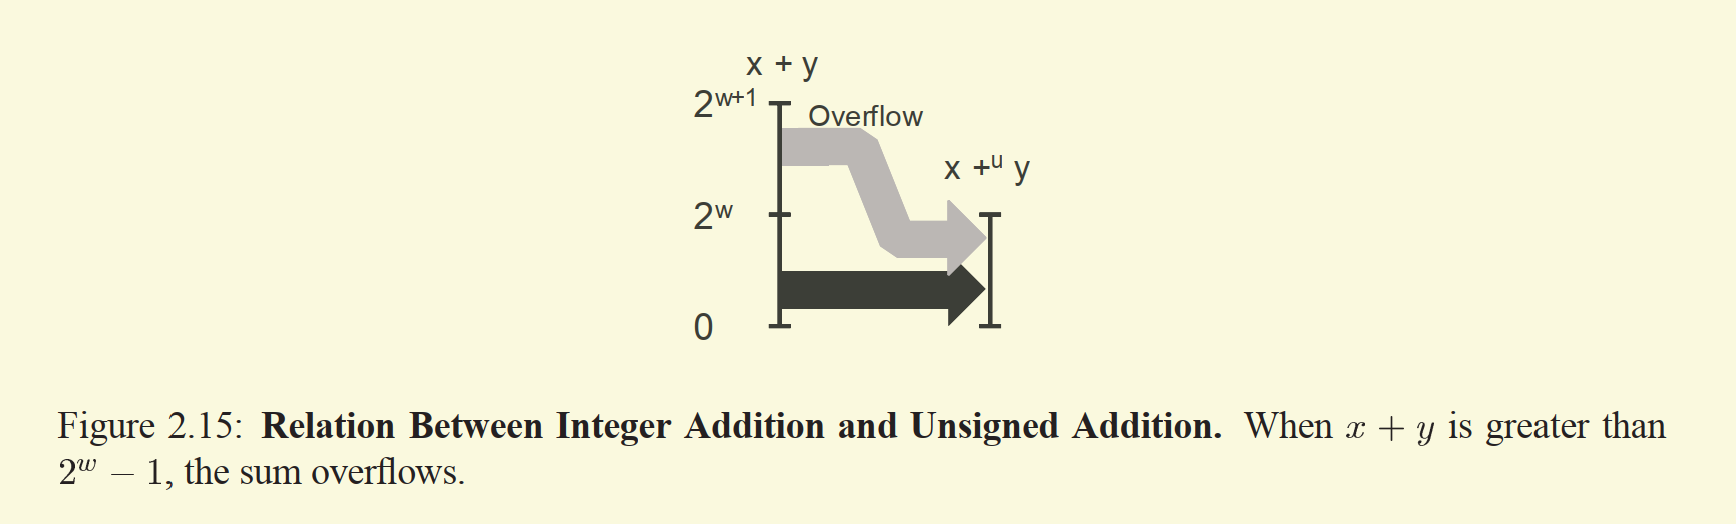 x + y
2^{w+1}
Overflow
x +^{u} y
2^{w}
0
Figure 2.15: Relation Between Integer Addition and Unsigned Addition. When x + y is greater than
2^{w} − 1, the sum overflows.